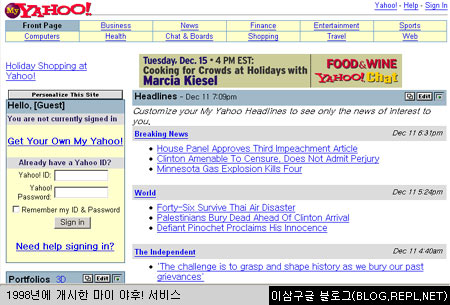 My YAHOO!
Yahoo! - Help - Sign In
Front Page Business News Finance Entertainment Sports
Computers Health Chat & Boards Shopping Travel Web
Holiday Shopping at
Yahoo!
Tuesday, Dec. 15 • 4 PM EST:
Cooking for Crowds at Holidays with
Marcia Kiesel
FOOD & WINE
YAHOO! Chat
Personalize This Site
Hello, [Guest]
You are not currently signed in
Get Your Own My Yahoo!
Already have a Yahoo ID?
Yahoo! ID:
Yahoo!
Password:
Remember my ID & Password
Sign in
Need help signing in?
Portfolios 3D
Edit
Headlines - Dec 11 7:09pm
Edit
Customize your My Yahoo Headlines to see only the news of interest to
you.
Breaking News Dec 11 6:31pm
• House Panel Approves Third Impeachment Article
• Clinton Amenable To Censure, Does Not Admit Perjury
• Minnesota Gas Explosion Kills Four
World Dec 11 5:24pm
• Forty-Six Survive Thai Air Disaster
• Palestinians Bury Dead Ahead Of Clinton Arrival
• Defiant Pinochet Proclaims His Innocence
The Independent Dec 11 4:40am
• 'The challenge is to grasp and shape history as we bury our past
grievances'
1998년에 개시한 마이 야후! 서비스
이삼구글 블로그(BLOG.REPL.NET)